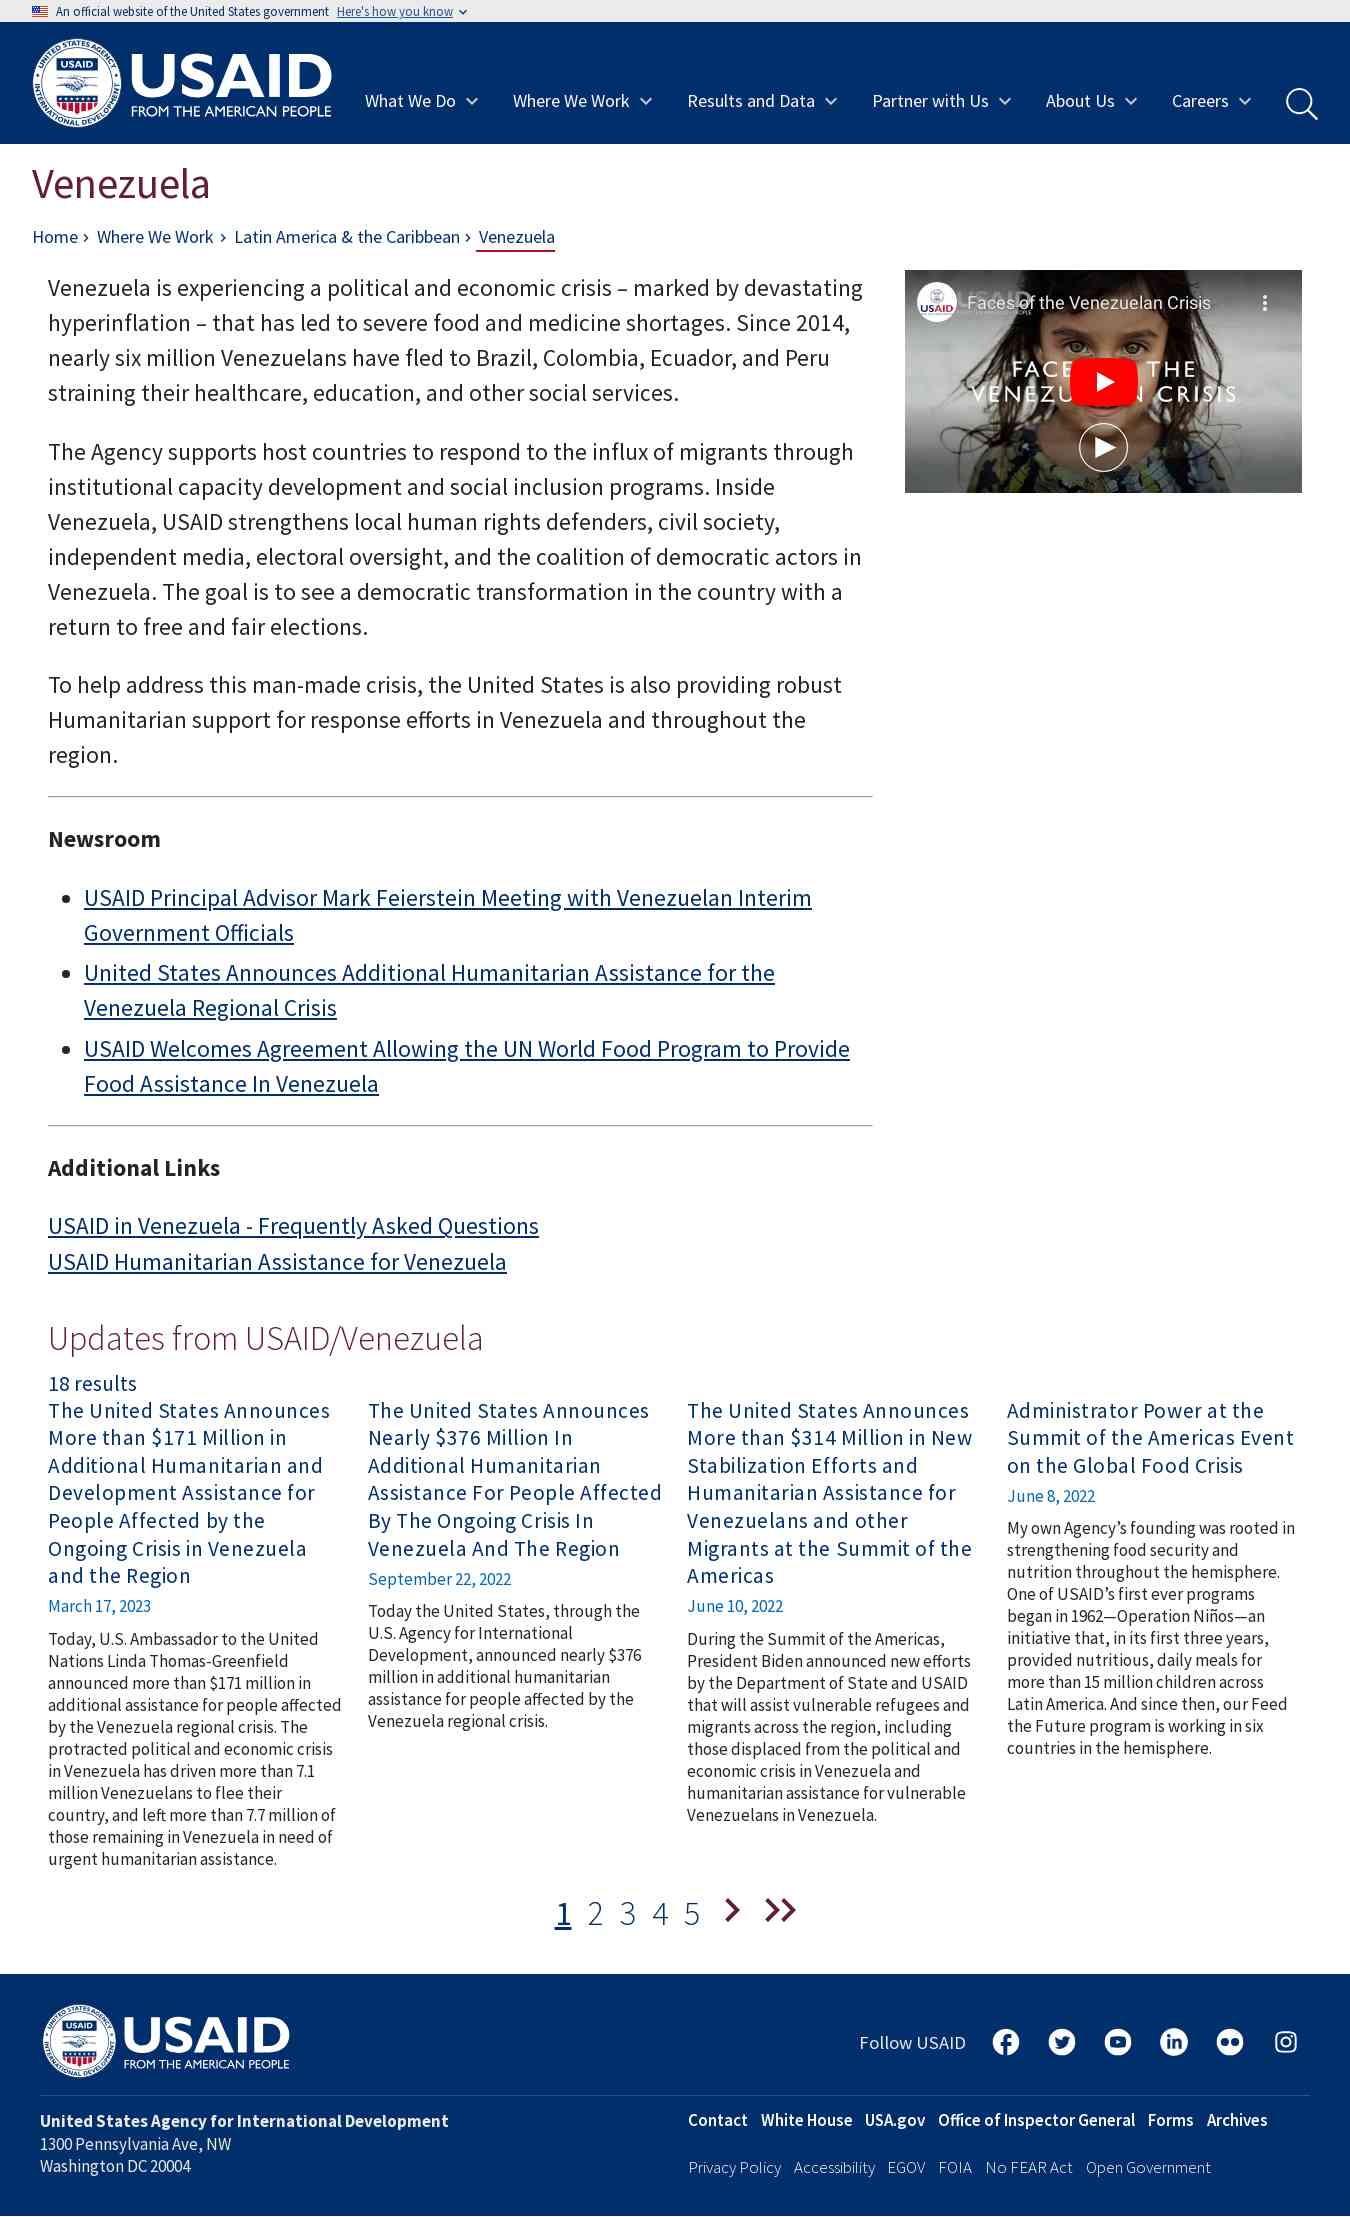 An official website of the United States government Here's how you know
USAID
FROM THE AMERICAN PEOPLE
What We Do
Where We Work
Results and Data
Partner with Us
About Us
Careers
Venezuela
Home › Where We Work › Latin America & the Caribbean › Venezuela
Venezuela is experiencing a political and economic crisis – marked by devastating
hyperinflation – that has led to severe food and medicine shortages. Since 2014,
nearly six million Venezuelans have fled to Brazil, Colombia, Ecuador, and Peru
straining their healthcare, education, and other social services.
The Agency supports host countries to respond to the influx of migrants through
institutional capacity development and social inclusion programs. Inside
Venezuela, USAID strengthens local human rights defenders, civil society,
independent media, electoral oversight, and the coalition of democratic actors in
Venezuela. The goal is to see a democratic transformation in the country with a
return to free and fair elections.
To help address this man-made crisis, the United States is also providing robust
Humanitarian support for response efforts in Venezuela and throughout the
region.
USAID
Faces of the Venezuelan Crisis
Newsroom
USAID Principal Advisor Mark Feierstein Meeting with Venezuelan Interim
Government Officials
United States Announces Additional Humanitarian Assistance for the
Venezuela Regional Crisis
USAID Welcomes Agreement Allowing the UN World Food Program to Provide
Food Assistance In Venezuela
Additional Links
USAID in Venezuela - Frequently Asked Questions
USAID Humanitarian Assistance for Venezuela
Updates from USAID/Venezuela
18 results
The United States Announces
More than $171 Million in
Additional Humanitarian and
Development Assistance for
People Affected by the
Ongoing Crisis in Venezuela
and the Region
March 17, 2023
Today, U.S. Ambassador to the United
Nations Linda Thomas-Greenfield
announced more than $171 million in
additional assistance for people affected
by the Venezuela regional crisis. The
protracted political and economic crisis
in Venezuela has driven more than 7.1
million Venezuelans to flee their
country, and left more than 7.7 million of
those remaining in Venezuela in need of
urgent humanitarian assistance.
The United States Announces
Nearly $376 Million In
Additional Humanitarian
Assistance For People Affected
By The Ongoing Crisis In
Venezuela And The Region
September 22, 2022
Today the United States, through the
U.S. Agency for International
Development, announced nearly $376
million in additional humanitarian
assistance for people affected by the
Venezuela regional crisis.
The United States Announces
More than $314 Million in New
Stabilization Efforts and
Humanitarian Assistance for
Venezuelans and other
Migrants at the Summit of the
Americas
June 10, 2022
During the Summit of the Americas,
President Biden announced new efforts
by the Department of State and USAID
that will assist vulnerable refugees and
migrants across the region, including
those displaced from the political and
economic crisis in Venezuela and
humanitarian assistance for vulnerable
Venezuelans in Venezuela.
Administrator Power at the
Summit of the Americas Event
on the Global Food Crisis
June 8, 2022
My own Agency’s founding was rooted in
strengthening food security and
nutrition throughout the hemisphere.
One of USAID’s first ever programs
began in 1962—Operation Niños—an
initiative that, in its first three years,
provided nutritious, daily meals for
more than 15 million children across
Latin America. And since then, our Feed
the Future program is working in six
countries in the hemisphere.
1 2 3 4 5
USAID
FROM THE AMERICAN PEOPLE
Follow USAID
United States Agency for International Development
1300 Pennsylvania Ave, NW
Washington DC 20004
Contact White House USA.gov Office of Inspector General Forms Archives
Privacy Policy Accessibility EGOV FOIA No FEAR Act Open Government